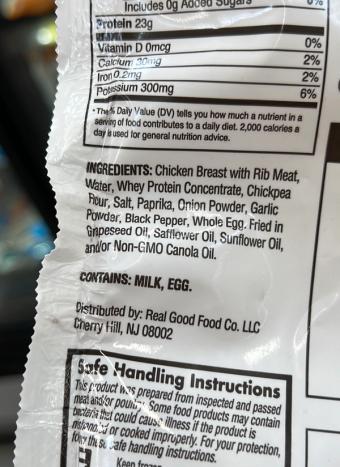 Includes 0g Added Sugars 0%
Protein 23g
Vitamin D 0mcg 0%
Calcium 30mg 2%
Iron 0.2mg 2%
Potassium 300mg 6%
* The % Daily Value (DV) tells you how much a nutrient in a
serving of food contributes to a daily diet. 2,000 calories a
day is used for general nutrition advice.
INGREDIENTS: Chicken Breast with Rib Meat,
Water, Whey Protein Concentrate, Chickpea
Flour, Salt, Paprika, Onion Powder, Garlic
Powder, Black Pepper, Whole Egg. Fried in
Grapeseed Oil, Safflower Oil, Sunflower Oil,
and/or Non-GMO Canola Oil.
CONTAINS: MILK, EGG.
Distributed by: Real Good Food Co. LLC
Cherry Hill, NJ 08002
Safe Handling Instructions
This product was prepared from inspected and passed
meat and/or poultry. Some food products may contain
bacteria that could cause illness if the product is
mishandled or cooked improperly. For your protection,
follow these safe handling instructions.
Keep frozen